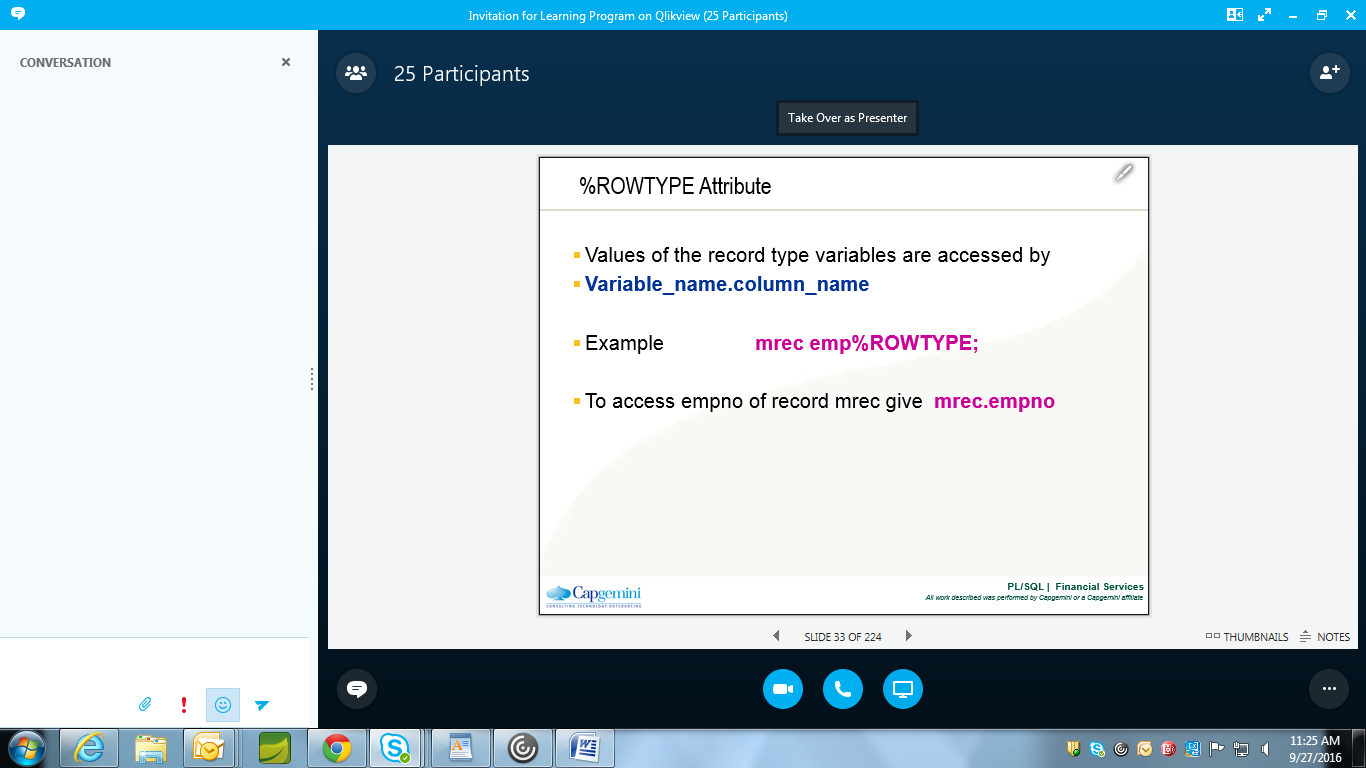 Invitation for Learning Program on Qlikview (25 Participants)
CONVERSATION
25 Participants
Take Over as Presenter
%ROWTYPE Attribute
Values of the record type variables are accessed by
Variable_name.column_name
Example mrec emp%ROWTYPE;
To access empno of record mrec give mrec.empno
Capgemini
CONSULTING.TECHNOLOGY.OUTSOURCING
PL/SQL | Financial Services
All work described was performed by Capgemini or a Capgemini affiliate
SLIDE 33 OF 224
THUMBNAILS
NOTES
11:25 AM
9/27/2016